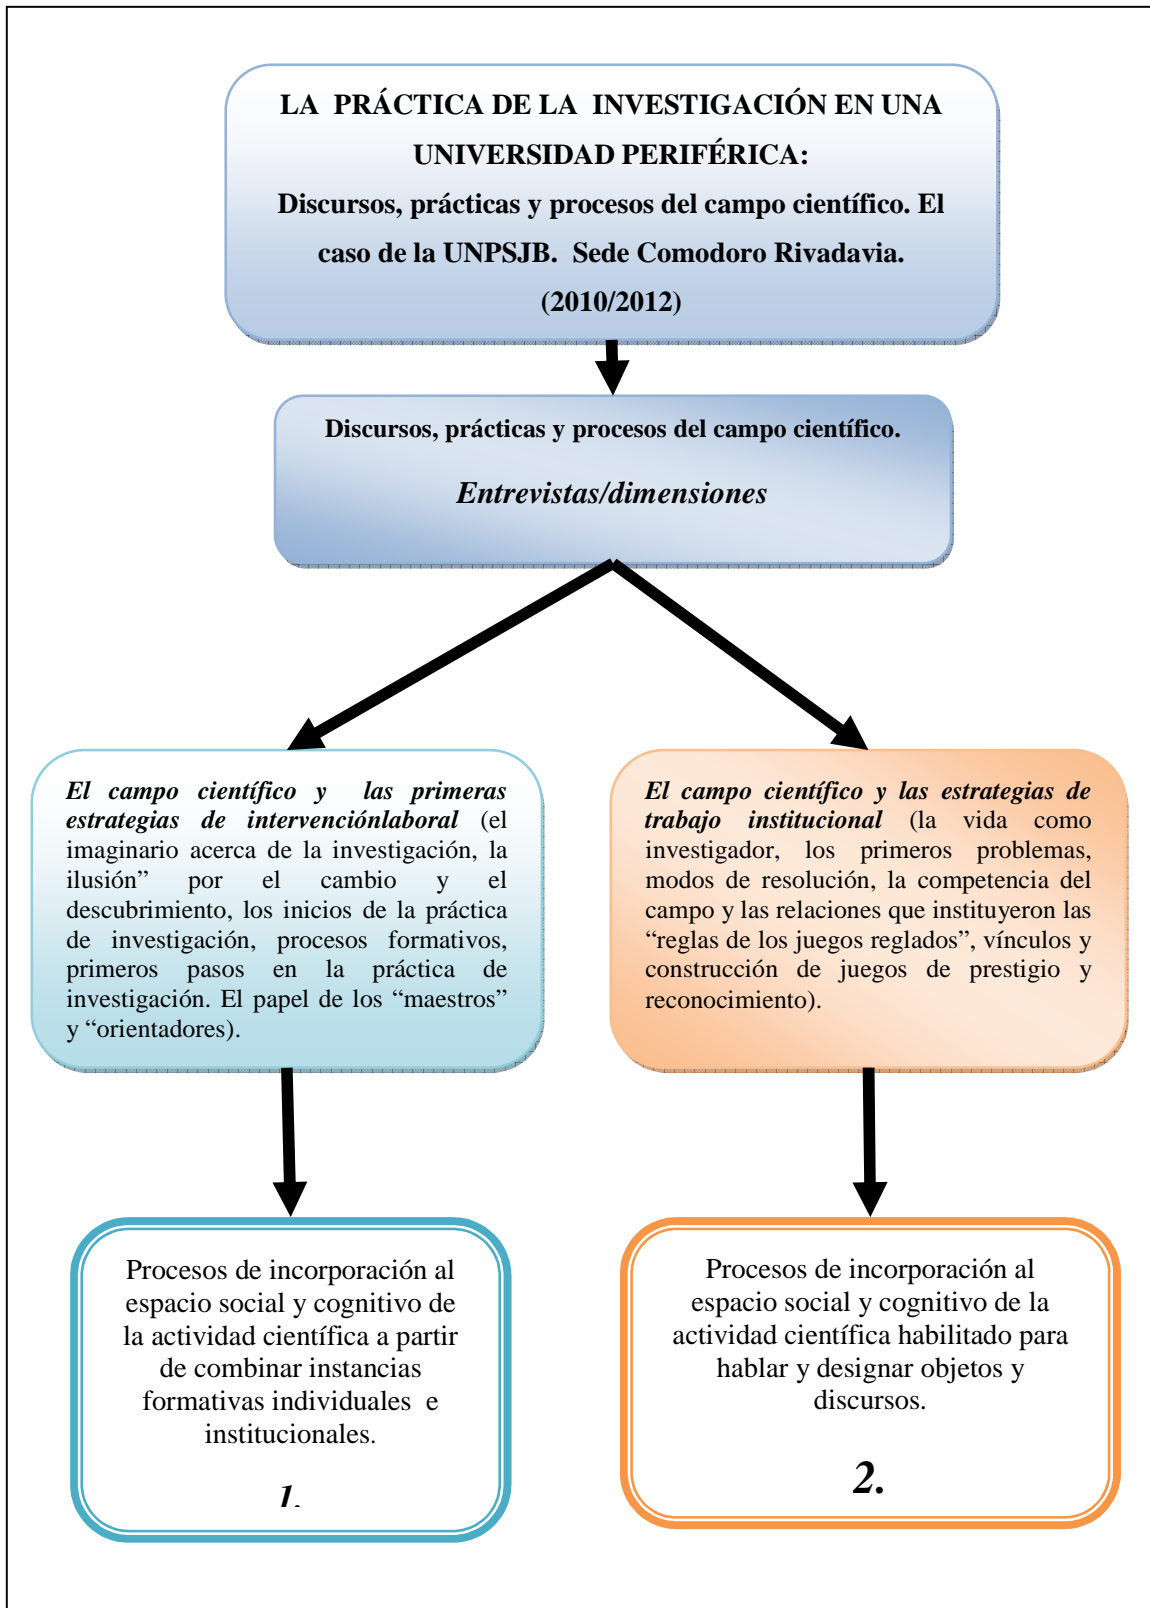 LA PRÁCTICA DE LA INVESTIGACIÓN EN UNA
UNIVERSIDAD PERIFÉRICA:
Discursos, prácticas y procesos del campo científico. El
caso de la UNPSJB. Sede Comodoro Rivadavia.
(2010/2012)
Discursos, prácticas y procesos del campo científico.
Entrevistas/dimensiones
El campo científico y las primeras
estrategias de intervenciónlaboral (el
imaginario acerca de la investigación, la
ilusión” por el cambio y el
descubrimiento, los inicios de la práctica
de investigación, procesos formativos,
primeros pasos en la práctica de
investigación. El papel de los “maestros”
y “orientadores).
El campo científico y las estrategias de
trabajo institucional (la vida como
investigador, los primeros problemas,
modos de resolución, la competencia del
campo y las relaciones que instituyeron las
“reglas de los juegos reglados”, vínculos y
construcción de juegos de prestigio y
reconocimiento).
Procesos de incorporación al
espacio social y cognitivo de
la actividad científica a partir
de combinar instancias
formativas individuales e
institucionales.
1.
Procesos de incorporación al
espacio social y cognitivo de la
actividad científica habilitado para
hablar y designar objetos y
discursos.
2.